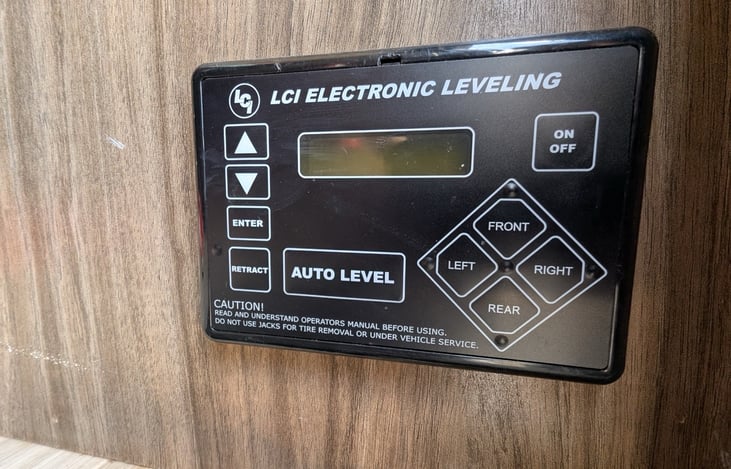 LCI
LCI ELECTRONIC LEVELING
ON
OFF
ENTER
RETRACT
AUTO LEVEL
FRONT
LEFT
RIGHT
REAR
CAUTION!
READ AND UNDERSTAND OPERATORS MANUAL BEFORE USING.
DO NOT USE JACKS FOR TIRE REMOVAL OR UNDER VEHICLE SERVICE.